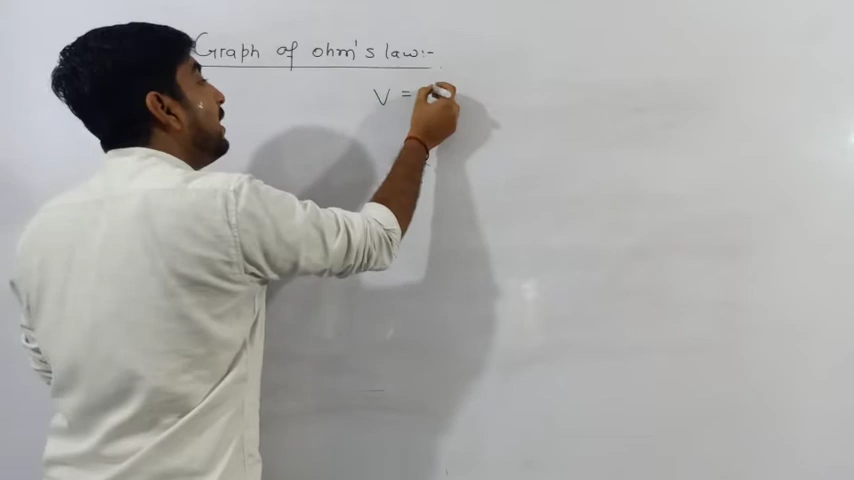 Graph of ohm's law:-
V =